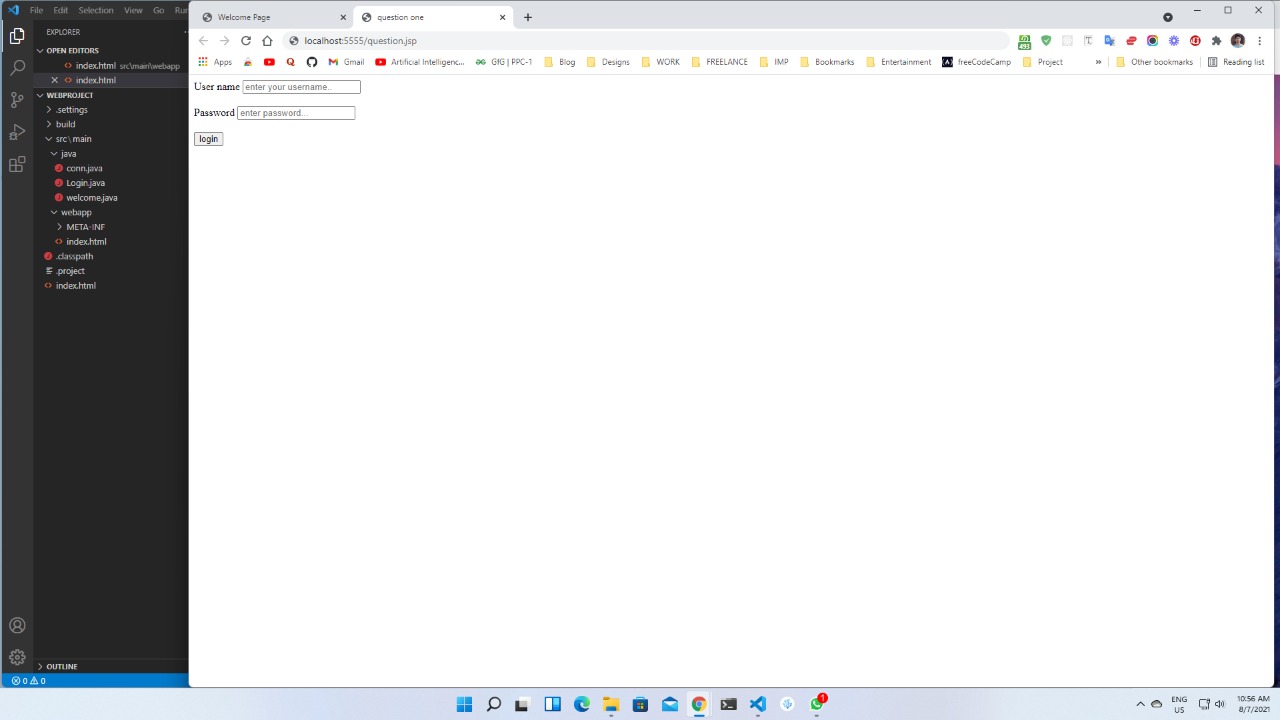 File Edit Selection View Go Run
EXPLORER
OPEN EDITORS
index.html src\main\webapp
index.html
WEBPROJECT
.settings
build
src\main
java
conn.java
Login.java
welcome.java
webapp
META-INF
index.html
.classpath
.project
index.html
OUTLINE
0 0
Welcome Page
question one
localhost:5555/question.jsp
493
Apps
Gmail
Artificial Intelligenc...
GfG | PPC-1
Blog
Designs
WORK
FREELANCE
IMP
Bookmarks
Entertainment
freeCodeCamp
Project
»
Other bookmarks
Reading list
User name enter your username..
Password enter password...
login
1
ENG
US
10:56 AM
8/7/2021